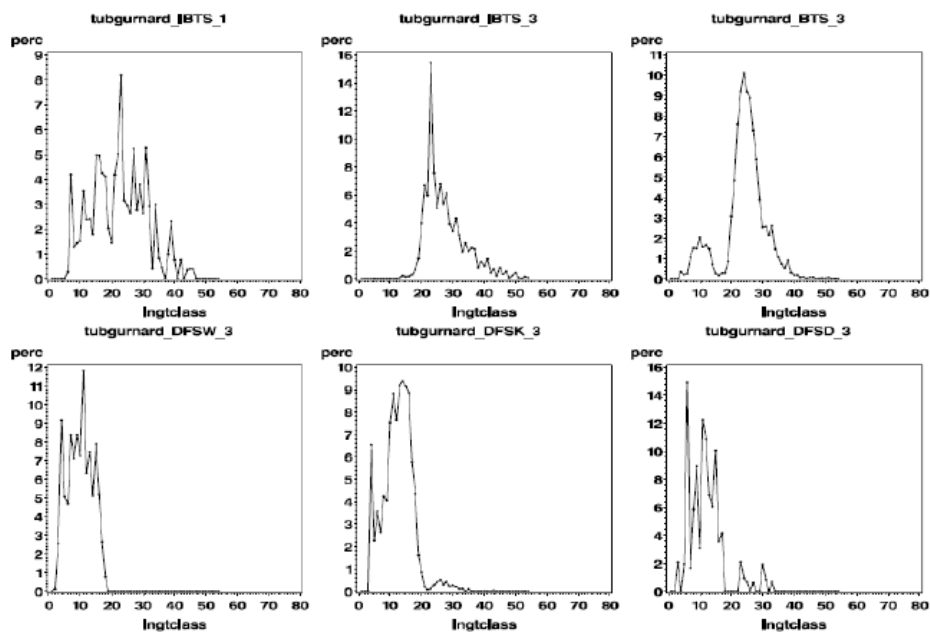 tubgurnard_IBTS_1
perc
9
8
7
6
5
4
3
2
1
0
0 10 20 30 40 50 60 70 80
lngtclass
tubgurnard_IBTS_3
perc
16
14
12
10
8
6
4
2
0
0 10 20 30 40 50 60 70 80
lngtclass
tubgurnard_BTS_3
perc
11
10
9
8
7
6
5
4
3
2
1
0
0 10 20 30 40 50 60 70 80
lngtclass
tubgurnard_DFSW_3
perc
12
11
10
9
8
7
6
5
4
3
2
1
0
0 10 20 30 40 50 60 70 80
lngtclass
tubgurnard_DFSK_3
perc
10
9
8
7
6
5
4
3
2
1
0
0 10 20 30 40 50 60 70 80
lngtclass
tubgurnard_DFSD_3
perc
16
14
12
10
8
6
4
2
0
0 10 20 30 40 50 60 70 80
lngtclass